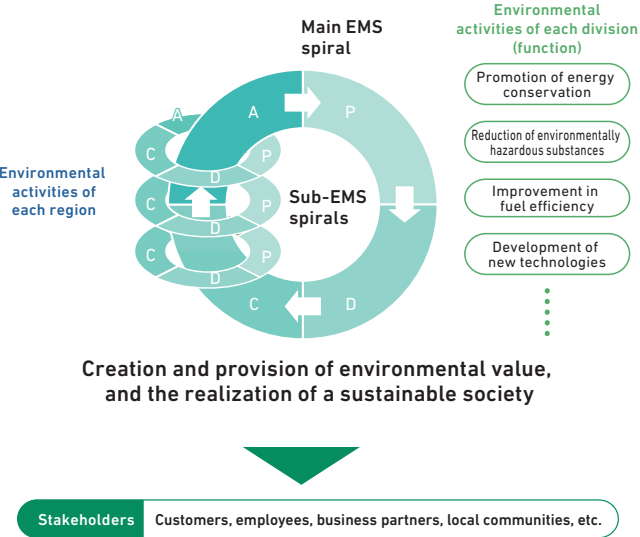 Main EMS
spiral
Environmental
activities of each division
(function)
Promotion of energy
conservation
Reduction of environmentally
hazardous substances
Improvement in
fuel efficiency
Development of
new technologies
Environmental
activities of
each region
Sub-EMS
spirals
A
P
D
C
A
C
P
D
C
P
D
C
P
D
Creation and provision of environmental value,
and the realization of a sustainable society
Stakeholders Customers, employees, business partners, local communities, etc.